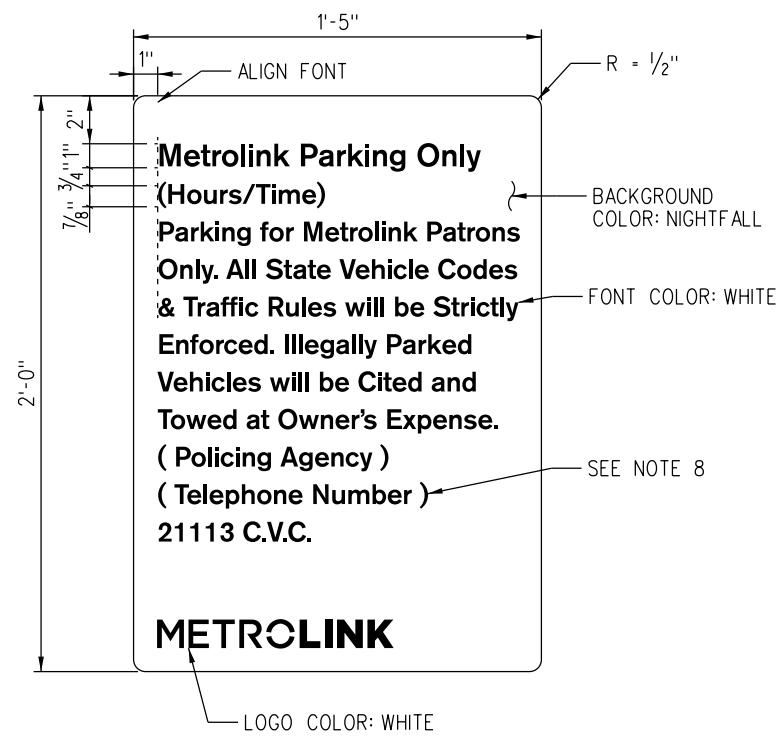 1'-5"
1"
ALIGN FONT
R = 1/2"
2"
1"
3/4"
7/8"
2'-0"
Metrolink Parking Only
(Hours/Time)
BACKGROUND
COLOR: NIGHTFALL
Parking for Metrolink Patrons
Only. All State Vehicle Codes
& Traffic Rules will be Strictly
FONT COLOR: WHITE
Enforced. Illegally Parked
Vehicles will be Cited and
Towed at Owner’s Expense.
( Policing Agency )
SEE NOTE 8
( Telephone Number )
21113 C.V.C.
METROLINK
LOGO COLOR: WHITE